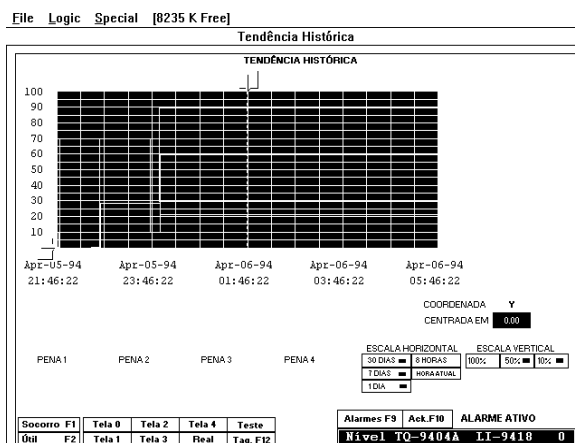 File Logic Special [8235 K Free]
Tendência Histórica
TENDÊNCIA HISTÓRICA
100
90
80
70
60
50
40
30
20
10
0
Apr-05-94 Apr-05-94 Apr-06-94 Apr-06-94 Apr-06-94
21:46:22 23:46:22 01:46:22 03:46:22 05:46:22
COORDENADA Y
CENTRADA EM 0.00
ESCALA HORIZONTAL ESCALA VERTICAL
PENA 1 PENA 2 PENA 3 PENA 4
30 DIAS 8 HORAS 100% 50% 10%
7 DIAS HORA ATUAL
1 DIA
Socorro F1 Tela 0 Tela 2 Tela 4 Teste
Alarmes F9 Ack.F10 ALARME ATIVO
Útil F2 Tela 1 Tela 3 Real Tag. F12
Nível TQ-9404A LI-9418 0